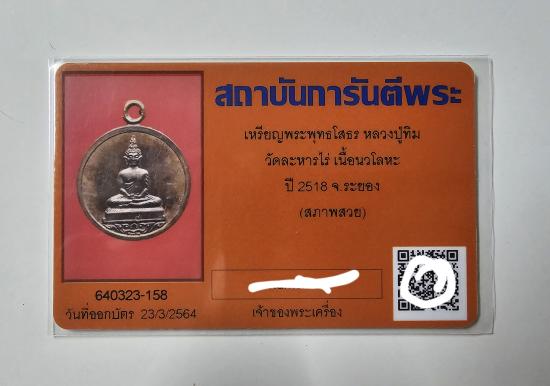 สถาบันการันตีพระ
เหรียญพระพุทธโสธร หลวงปู่ทิม
วัดละหารไร่ เนื้อนวโลหะ
ปี 2518 จ.ระยอง
(สภาพสวย)
640323-158
วันที่ออกบัตร 23/3/2564
เจ้าของพระเครื่อง